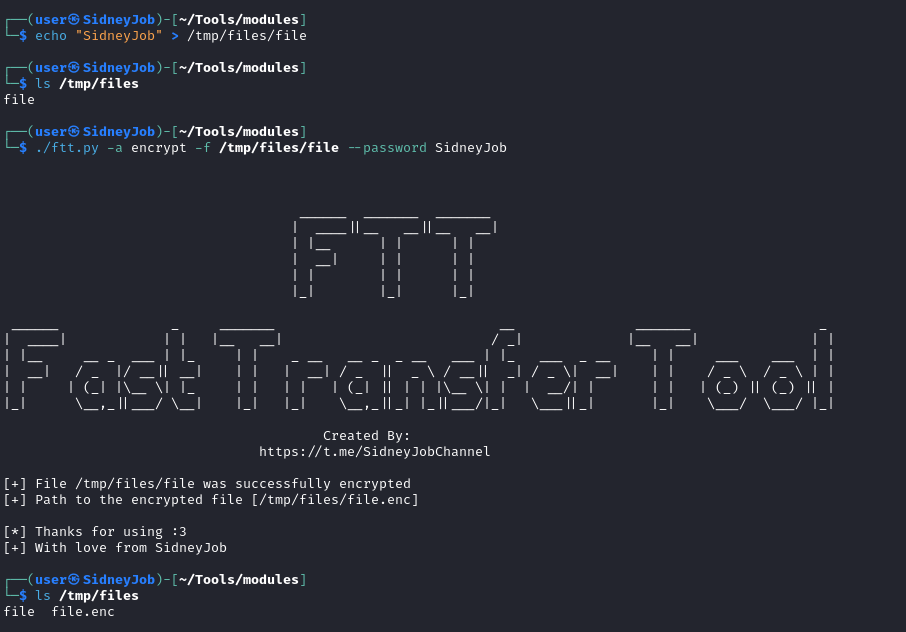 ┌──(user㉿SidneyJob)-[~/Tools/modules]
└─$ echo "SidneyJob" > /tmp/files/file
┌──(user㉿SidneyJob)-[~/Tools/modules]
└─$ ls /tmp/files
file
┌──(user㉿SidneyJob)-[~/Tools/modules]
└─$ ./ftt.py -a encrypt -f /tmp/files/file --password SidneyJob
FTT
Fast Transfer Tool
Created By:
https://t.me/SidneyJobChannel
[+] File /tmp/files/file was successfully encrypted
[+] Path to the encrypted file [/tmp/files/file.enc]
[*] Thanks for using :3
[+] With love from SidneyJob
┌──(user㉿SidneyJob)-[~/Tools/modules]
└─$ ls /tmp/files
file  file.enc